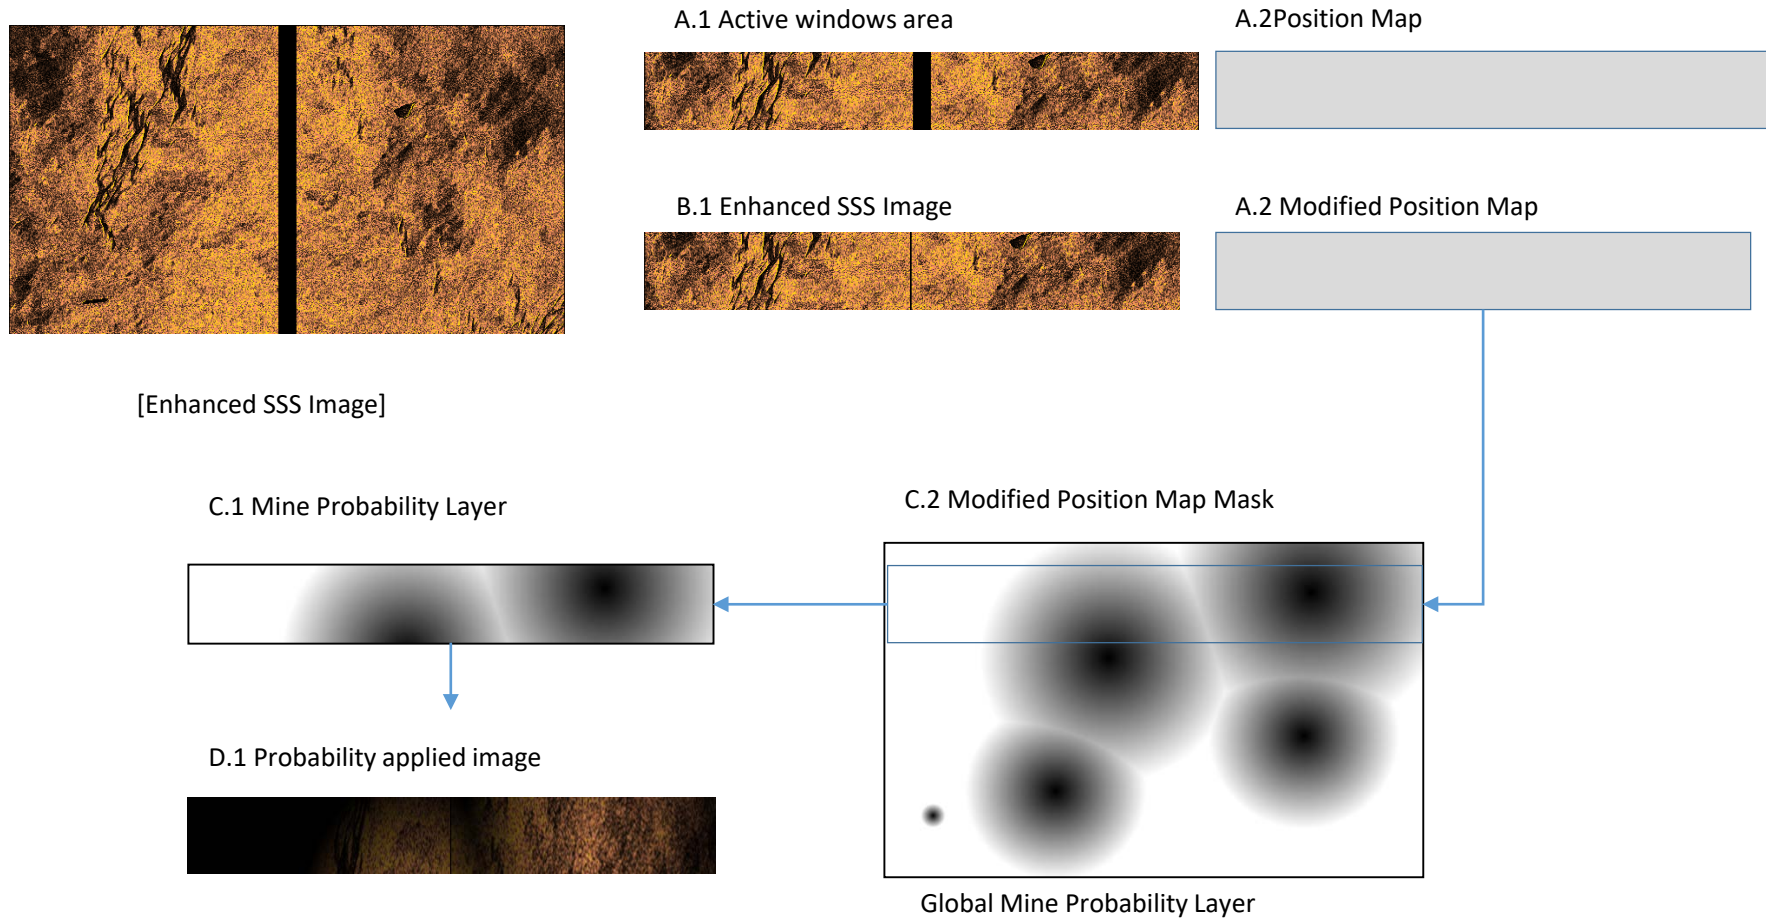 A.1 Active windows area
A.2Position Map
B.1 Enhanced SSS Image
A.2 Modified Position Map
[Enhanced SSS Image]
C.1 Mine Probability Layer
C.2 Modified Position Map Mask
D.1 Probability applied image
Global Mine Probability Layer